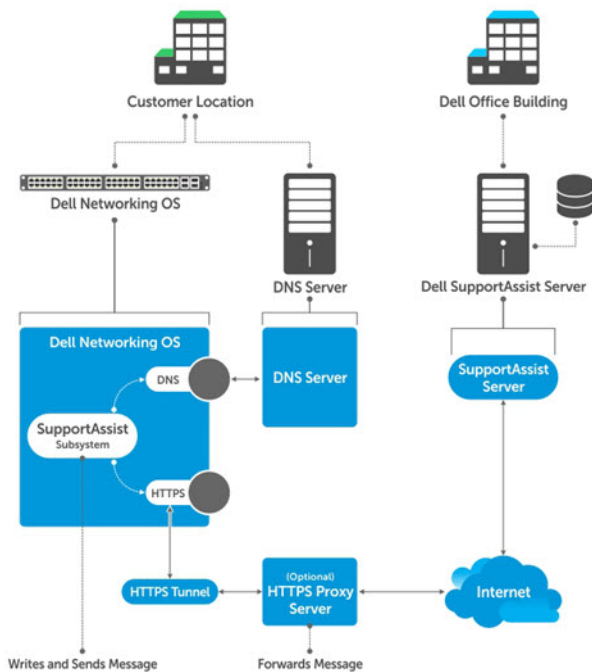 Customer Location
Dell Office Building
Dell Networking OS
DNS Server
Dell SupportAssist Server
Dell Networking OS
DNS
DNS Server
SupportAssist
Server
SupportAssist
Subsystem
HTTPS
HTTPS Tunnel
(Optional)
HTTPS Proxy
Server
Internet
Writes and Sends Message
Forwards Message